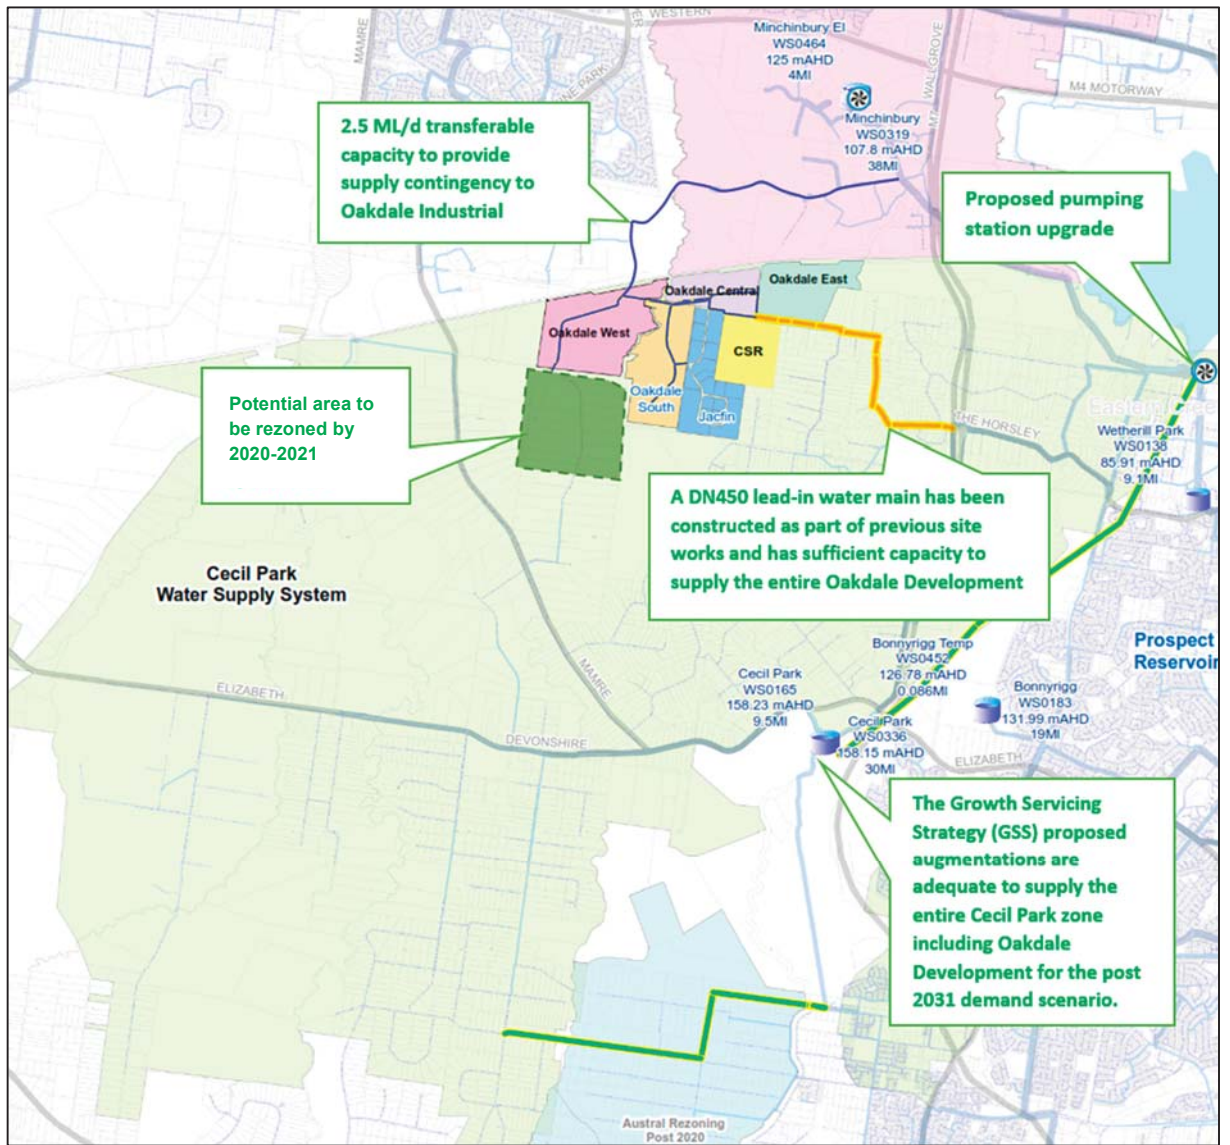 WESTERN
MAMRE
Minchinbury El
WS0464
125 mAHD
4Ml
M4 MOTORWAY
M7 WALLGROVE
2.5 ML/d transferable
capacity to provide
supply contingency to
Oakdale Industrial
Minchinbury
WS0319
107.8 mAHD
38Ml
Proposed pumping
station upgrade
Oakdale Central
Oakdale East
Oakdale West
CSR
Oakdale
South
Jacfin
Potential area to
be rezoned by
2020-2021
THE HORSLEY
Wetherill Park
WS0138
85.91 mAHD
9.1Ml
A DN450 lead-in water main has been
constructed as part of previous site
works and has sufficient capacity to
supply the entire Oakdale Development
Cecil Park
Water Supply System
Prospect
Reservoir
MAMRE
Bonnyrigg Temp
WS0452
126.78 mAHD
0.086Ml
Cecil Park
WS0165
158.23 mAHD
9.5Ml
Bonnyrigg
WS0183
131.99 mAHD
19Ml
Cecil Park
WS0336
158.15 mAHD
30Ml
ELIZABETH
DEVONSHIRE
ELIZABETH
The Growth Servicing
Strategy (GSS) proposed
augmentations are
adequate to supply the
entire Cecil Park zone
including Oakdale
Development for the post
2031 demand scenario.
Austral Rezoning
Post 2020